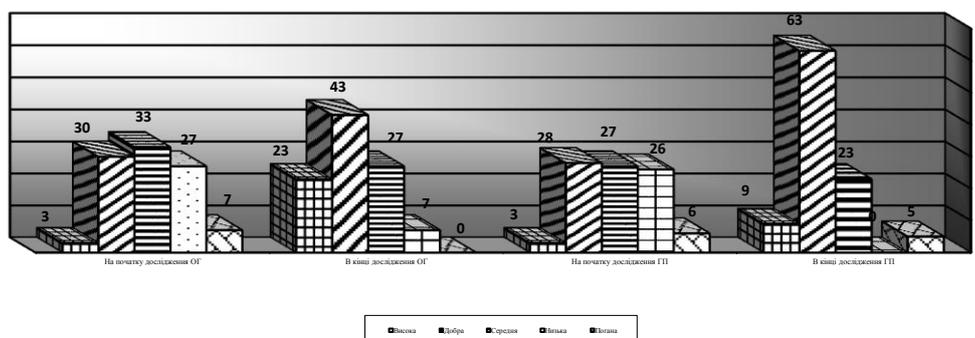 3 30 33 27 7
23 43 27 7 0
3 28 27 26 6
9 63 23 0 5
На початку дослідження ОГ В кінці дослідження ОГ На початку дослідження ГП В кінці дослідження ГП
Висока Добра Середня Низька Погана